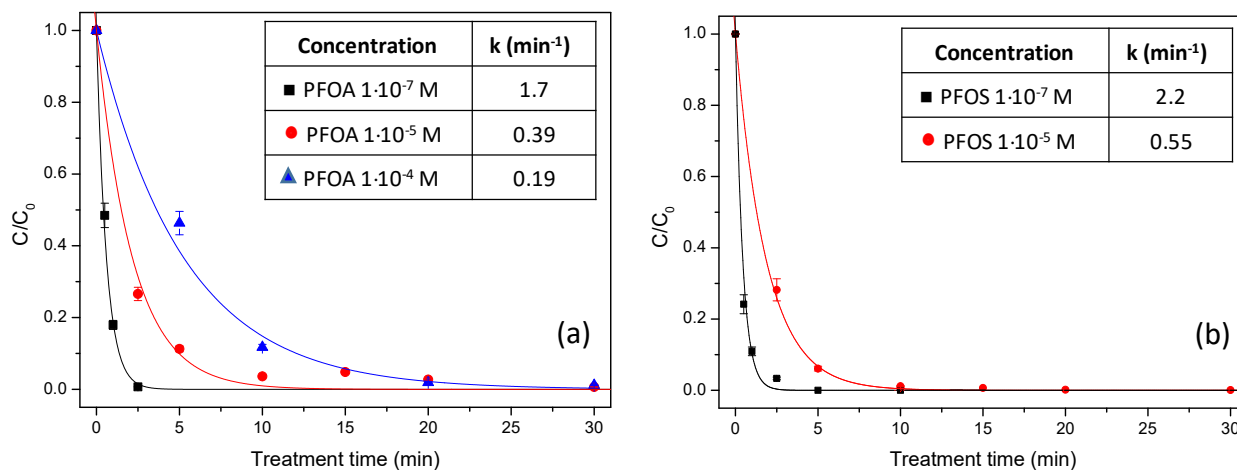 Concentration k (min⁻¹)
PFOA 1·10⁻⁷ M 1.7
PFOA 1·10⁻⁵ M 0.39
PFOA 1·10⁻⁴ M 0.19
1.0
0.8
0.6
0.4
0.2
0.0
C/C₀
(a)
0 5 10 15 20 25 30
Treatment time (min)
Concentration k (min⁻¹)
PFOS 1·10⁻⁷ M 2.2
PFOS 1·10⁻⁵ M 0.55
1.0
0.8
0.6
0.4
0.2
0.0
C/C₀
(b)
0 5 10 15 20 25 30
Treatment time (min)